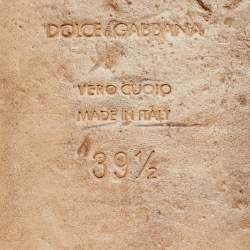 DOLCE & GABBANA
VERO CUOIO
MADE IN ITALY
39½